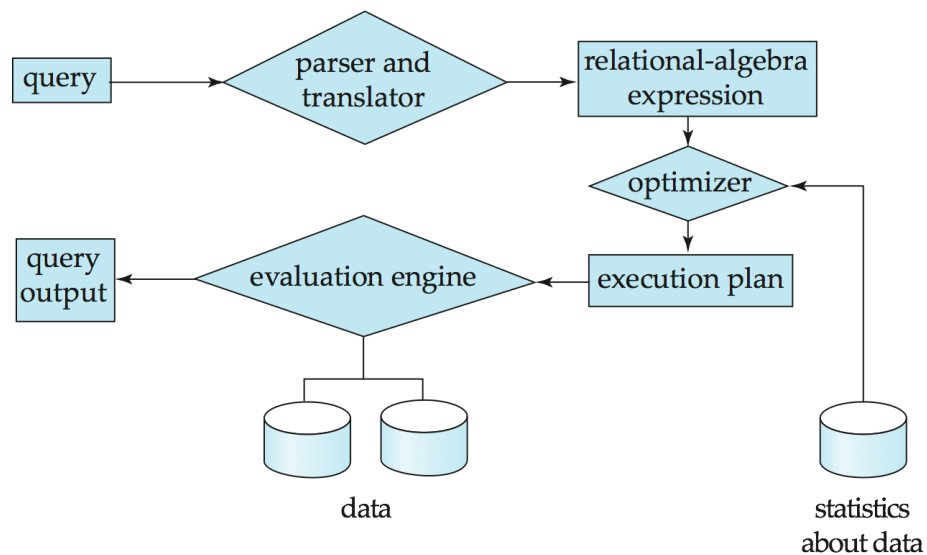 query
parser and
translator
relational-algebra
expression
optimizer
execution plan
evaluation engine
query
output
data
statistics
about data